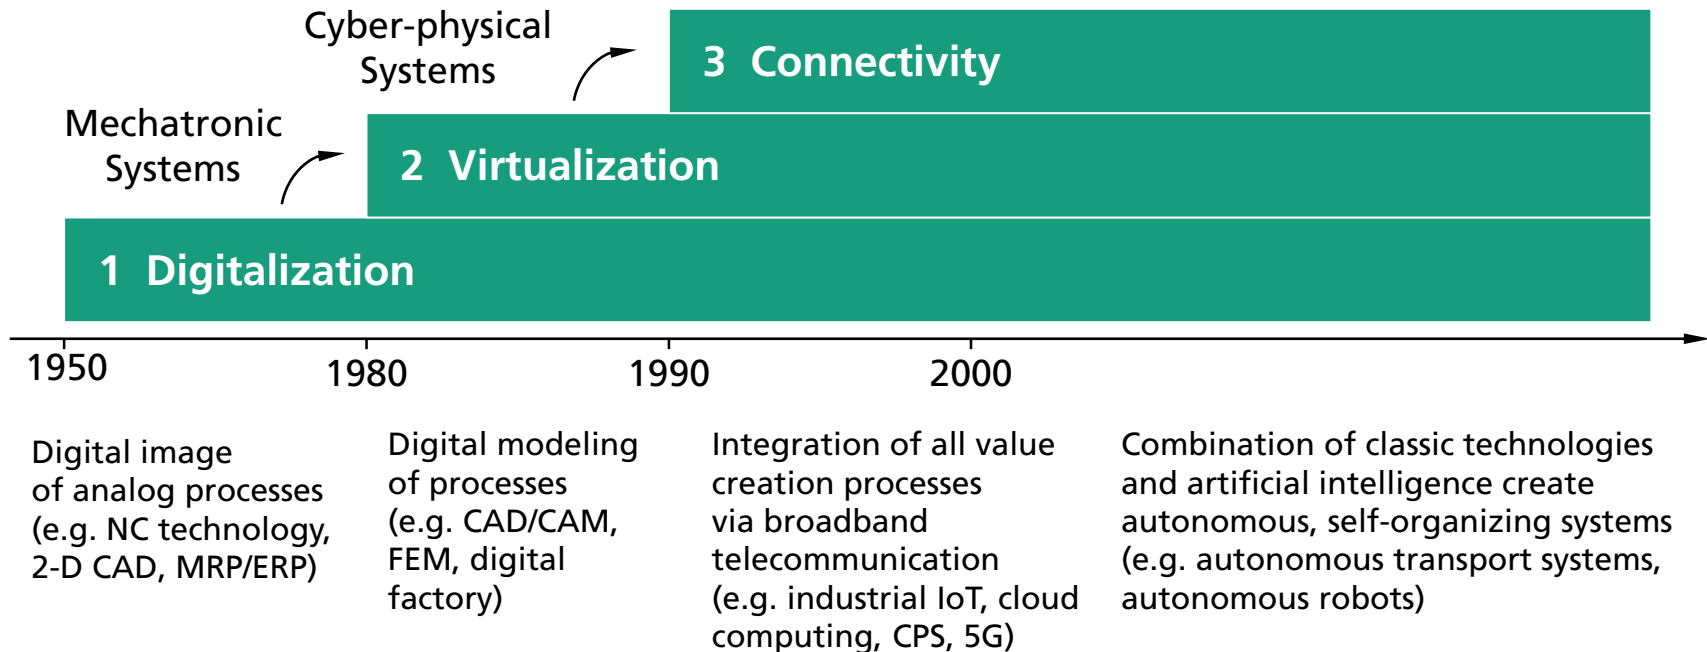 Cyber-physical
Systems
3 Connectivity
Mechatronic
Systems
2 Virtualization
1 Digitalization
1950
1980
1990
2000
Digital image
of analog processes
(e.g. NC technology,
2-D CAD, MRP/ERP)
Digital modeling
of processes
(e.g. CAD/CAM,
FEM, digital
factory)
Integration of all value
creation processes
via broadband
telecommunication
(e.g. industrial IoT, cloud
computing, CPS, 5G)
Combination of classic technologies
and artificial intelligence create
autonomous, self-organizing systems
(e.g. autonomous transport systems,
autonomous robots)